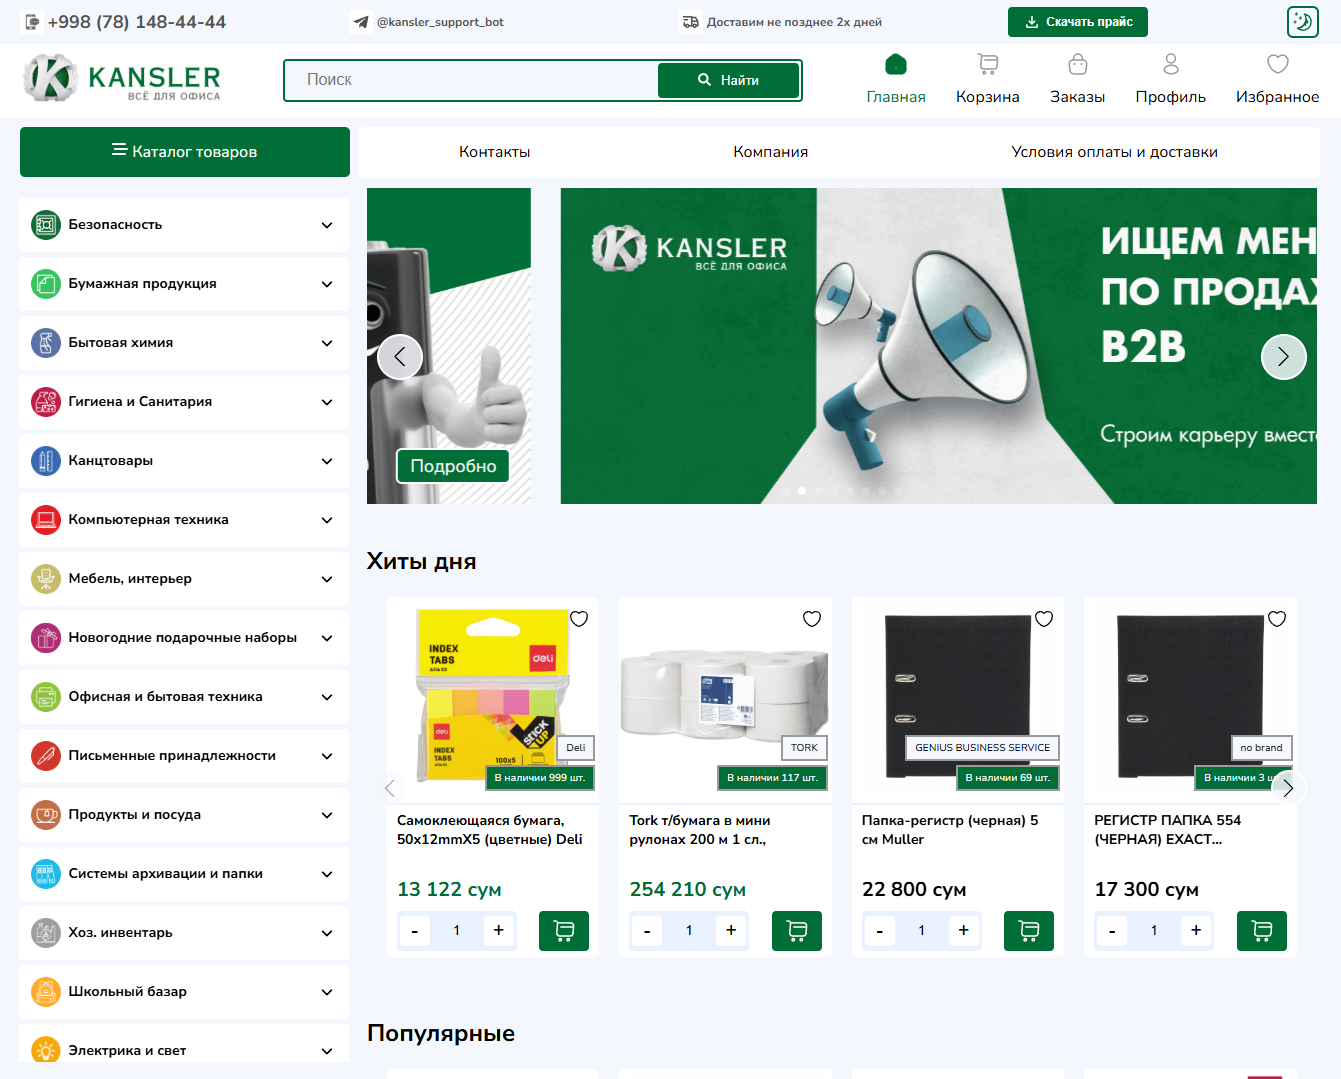 +998 (78) 148-44-44
@kansler_support_bot
Доставим не позднее 2х дней
Скачать прайс
KANSLER
ВСЁ ДЛЯ ОФИСА
Поиск
Найти
Главная
Корзина
Заказы
Профиль
Избранное
Каталог товаров
Контакты
Компания
Условия оплаты и доставки
Безопасность
Бумажная продукция
Бытовая химия
Гигиена и Санитария
Канцтовары
Компьютерная техника
Мебель, интерьер
Новогодние подарочные наборы
Офисная и бытовая техника
Письменные принадлежности
Продукты и посуда
Системы архивации и папки
Хоз. инвентарь
Школьный базар
Электрика и свет
Подробно
KANSLER
ВСЁ ДЛЯ ОФИСА
ИЩЕМ МЕН
ПО ПРОДАЖ
B2B
Строим карьеру вместе
Хиты дня
INDEX
TABS
deli
deli
INDEX
TABS
STICK
UP
100x5
Deli
В наличии 999 шт.
Самоклеющаяся бумага,
50x12mmX5 (цветные) Deli
13 122 сум
- 1 +
TORK
В наличии 117 шт.
Tork т/бумага в мини
рулонах 200 м 1 сл.,
254 210 сум
- 1 +
GENIUS BUSINESS SERVICE
В наличии 69 шт.
Папка-регистр (черная) 5
см Muller
22 800 сум
- 1 +
no brand
В наличии 3
РЕГИСТР ПАПКА 554
(ЧЕРНАЯ) EXACT...
17 300 сум
- 1 +
Популярные